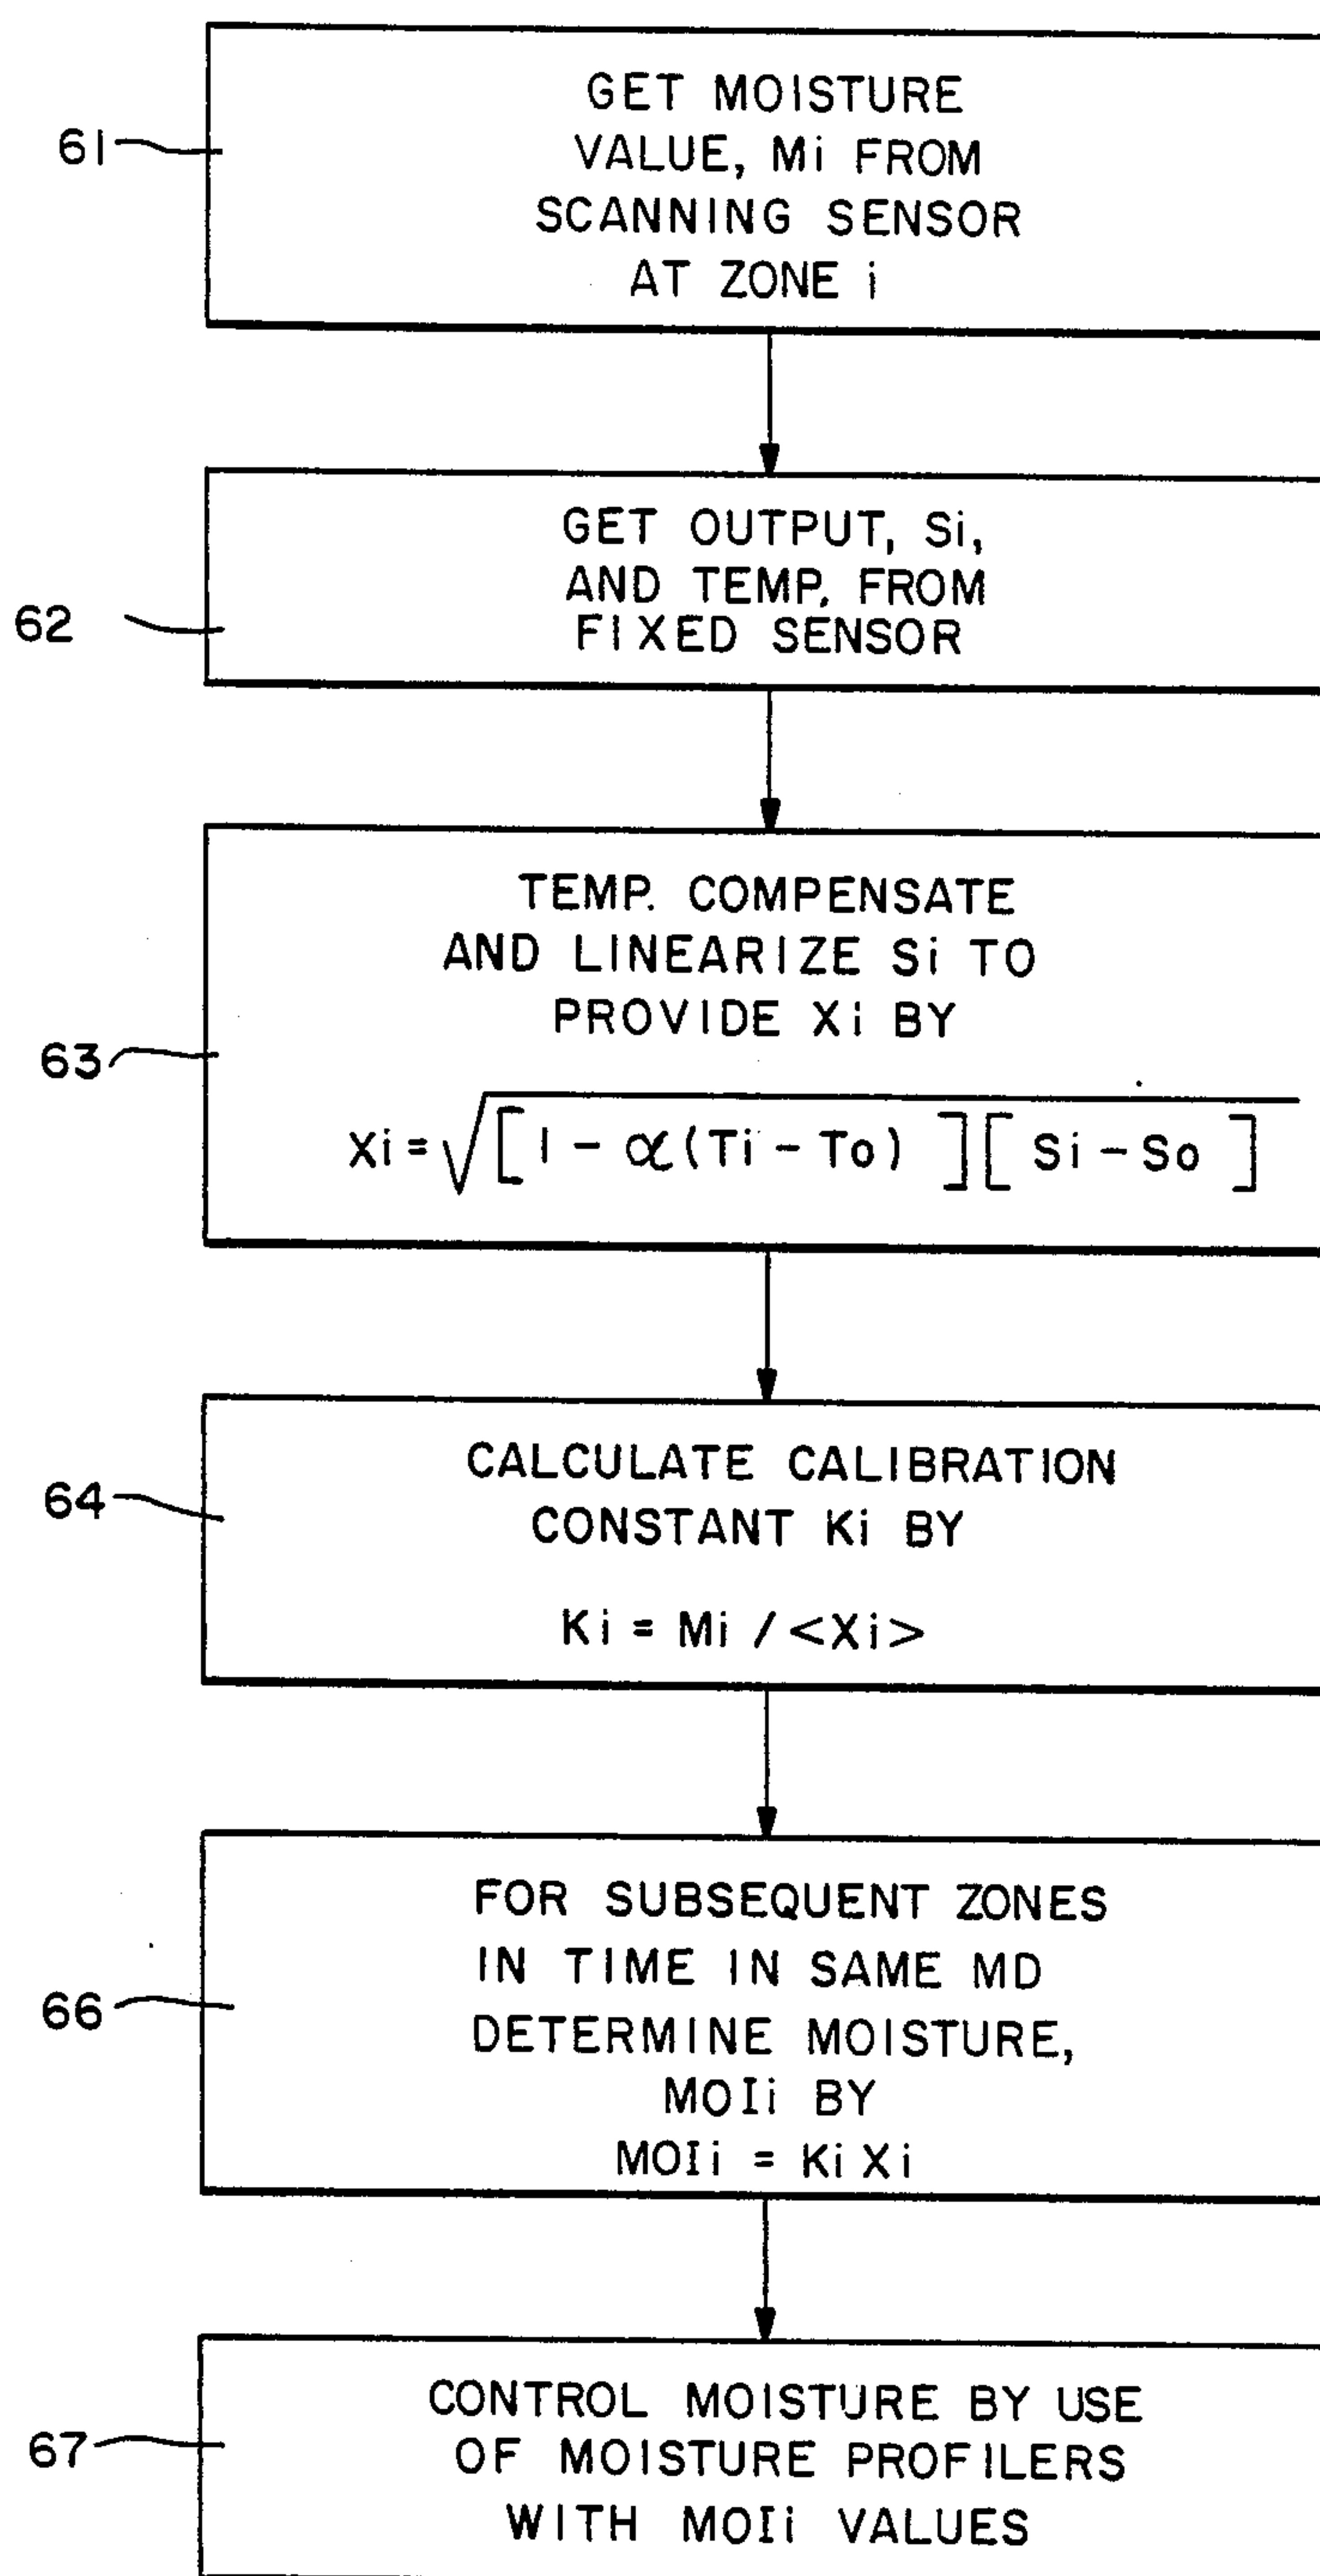 61
GET MOISTURE
VALUE, Mi FROM
SCANNING SENSOR
AT ZONE i
62
GET OUTPUT, Si,
AND TEMP. FROM
FIXED SENSOR
63
TEMP. COMPENSATE
AND LINEARIZE Si TO
PROVIDE Xi BY
Xi = √[1 - α(Ti - To)][Si - So]
64
CALCULATE CALIBRATION
CONSTANT Ki BY
Ki = Mi / <Xi>
66
FOR SUBSEQUENT ZONES
IN TIME IN SAME MD
DETERMINE MOISTURE,
MOIi BY
MOIi = Ki Xi
67
CONTROL MOISTURE BY USE
OF MOISTURE PROFILERS
WITH MOIi VALUES